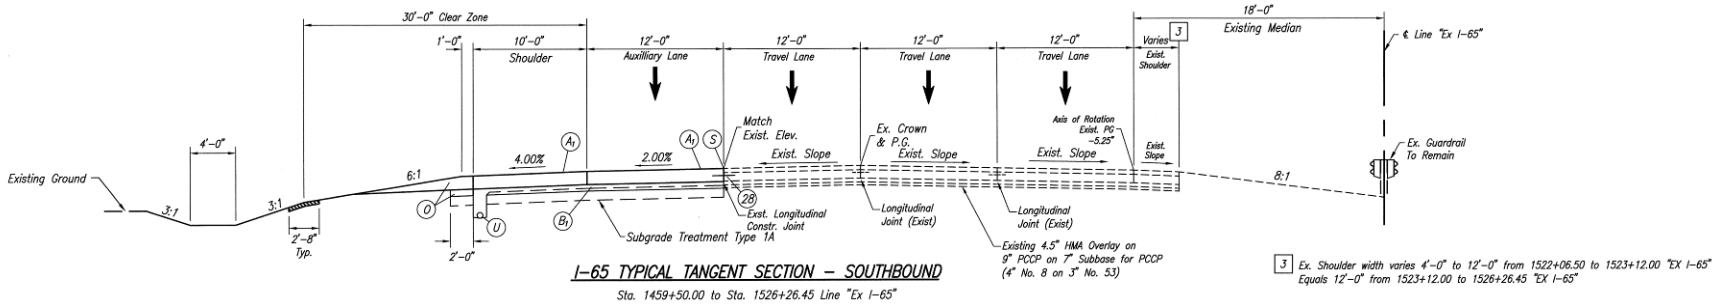 30'-0" Clear Zone
18'-0"
Existing Median
℄ Line "Ex I-65"
1'-0"
10'-0"
Shoulder
12'-0"
Auxilliary Lane
12'-0"
Travel Lane
12'-0"
Travel Lane
12'-0"
Travel Lane
Varies
3
Exist.
Shoulder
4'-0"
Existing Ground
3:1
3:1
6:1
4.00%
A1
2.00%
A1
S
Match
Exist. Elev.
Exist. Slope
Ex. Crown
& P.G.
Exist. Slope
Exist. Slope
Axis of Rotation
Exist. PG
-5.25"
Exist.
Slope
8:1
Ex. Guardrail
To Remain
2'-8"
Typ.
O
2'-0"
U
B1
Subgrade Treatment Type 1A
28
Exst. Longitudinal
Constr. Joint
Longitudinal
Joint (Exist)
Longitudinal
Joint (Exist)
Existing 4.5" HMA Overlay on
9" PCCP on 7" Subbase for PCCP
(4" No. 8 on 3" No. 53)
I-65 TYPICAL TANGENT SECTION - SOUTHBOUND
Sta. 1459+50.00 to Sta. 1526+26.45 Line "Ex I-65"
3 Ex. Shoulder width varies 4'-0" to 12'-0" from 1522+06.50 to 1523+12.00 "EX I-65"
Equals 12'-0" from 1523+12.00 to 1526+26.45 "EX I-65"